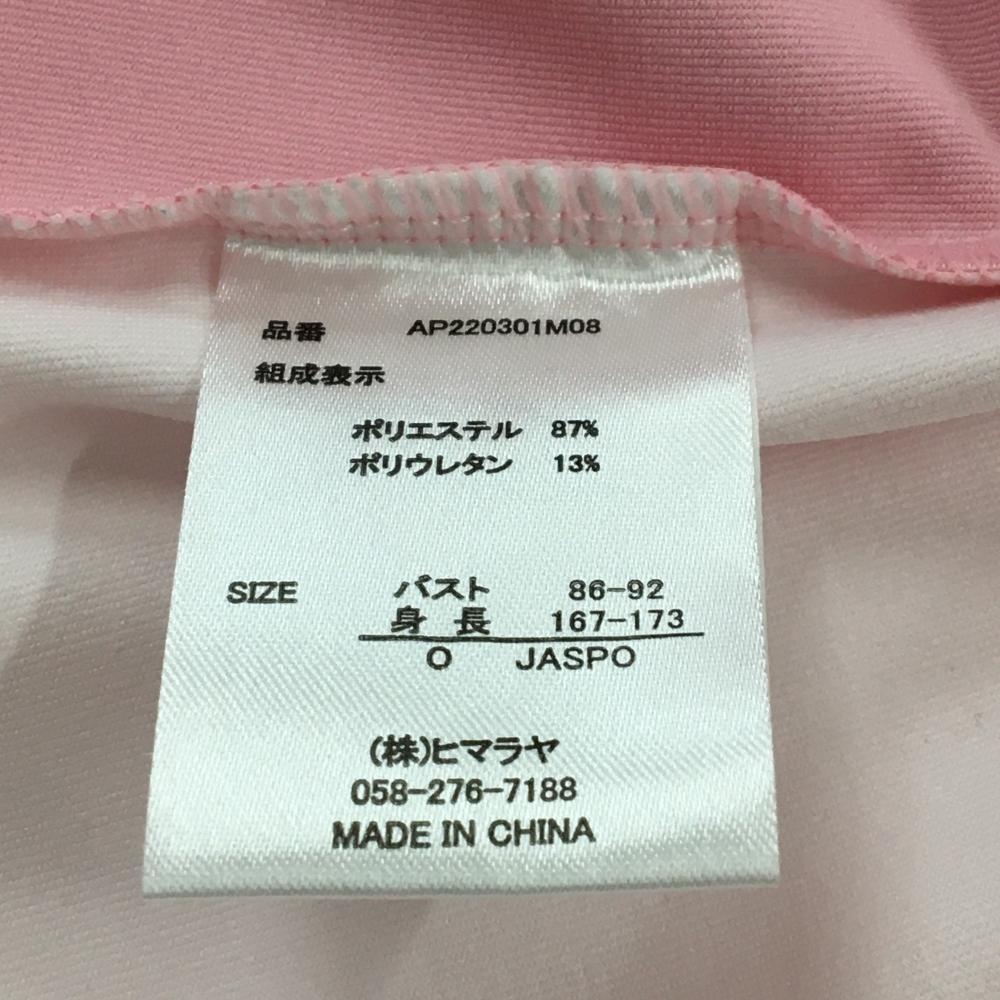 品番 AP220301M08
組成表示
ポリエステル 87%
ポリウレタン 13%
SIZE バスト 86-92
身長 167-173
O JASPO
(株)ヒマラヤ
058-276-7188
MADE IN CHINA